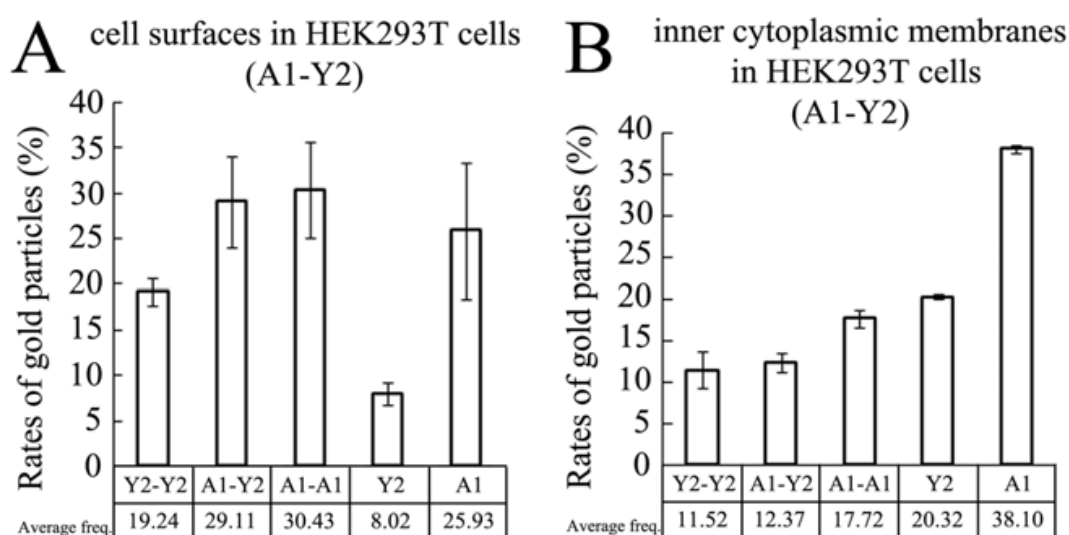 A
cell surfaces in HEK293T cells
(A1-Y2)
Rates of gold particles (%)
40
35
30
25
20
15
10
5
0
Y2-Y2 A1-Y2 A1-A1 Y2 A1
Average freq. 19.24 29.11 30.43 8.02 25.93
B
inner cytoplasmic membranes
in HEK293T cells
(A1-Y2)
Rates of gold particles (%)
40
35
30
25
20
15
10
5
0
Y2-Y2 A1-Y2 A1-A1 Y2 A1
Average freq. 11.52 12.37 17.72 20.32 38.10